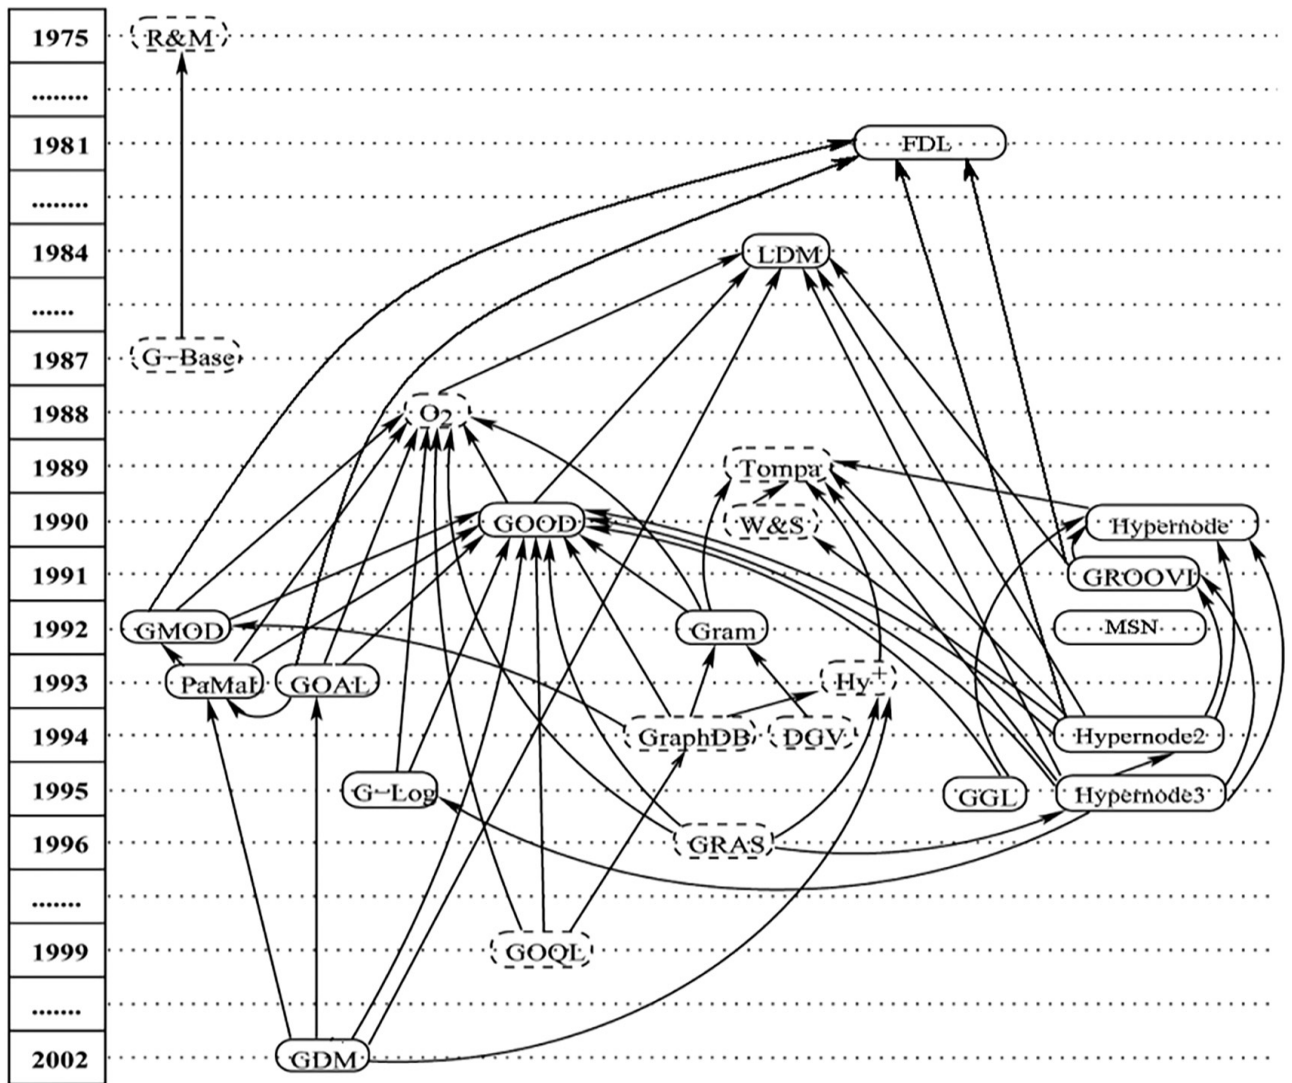 1975 R&M
........
1981 FDL
........
1984 LDM
......
1987 G-Base
1988 O2
1989 Tompa
1990 GOOD W&S Hypernode
1991 GROOVI
1992 GMOD Gram MSN
1993 PaMaL GOAL Hy+
1994 GraphDB DGV Hypernode2
1995 G-Log GGL Hypernode3
1996 GRAS
.......
1999 GOQL
.......
2002 GDM